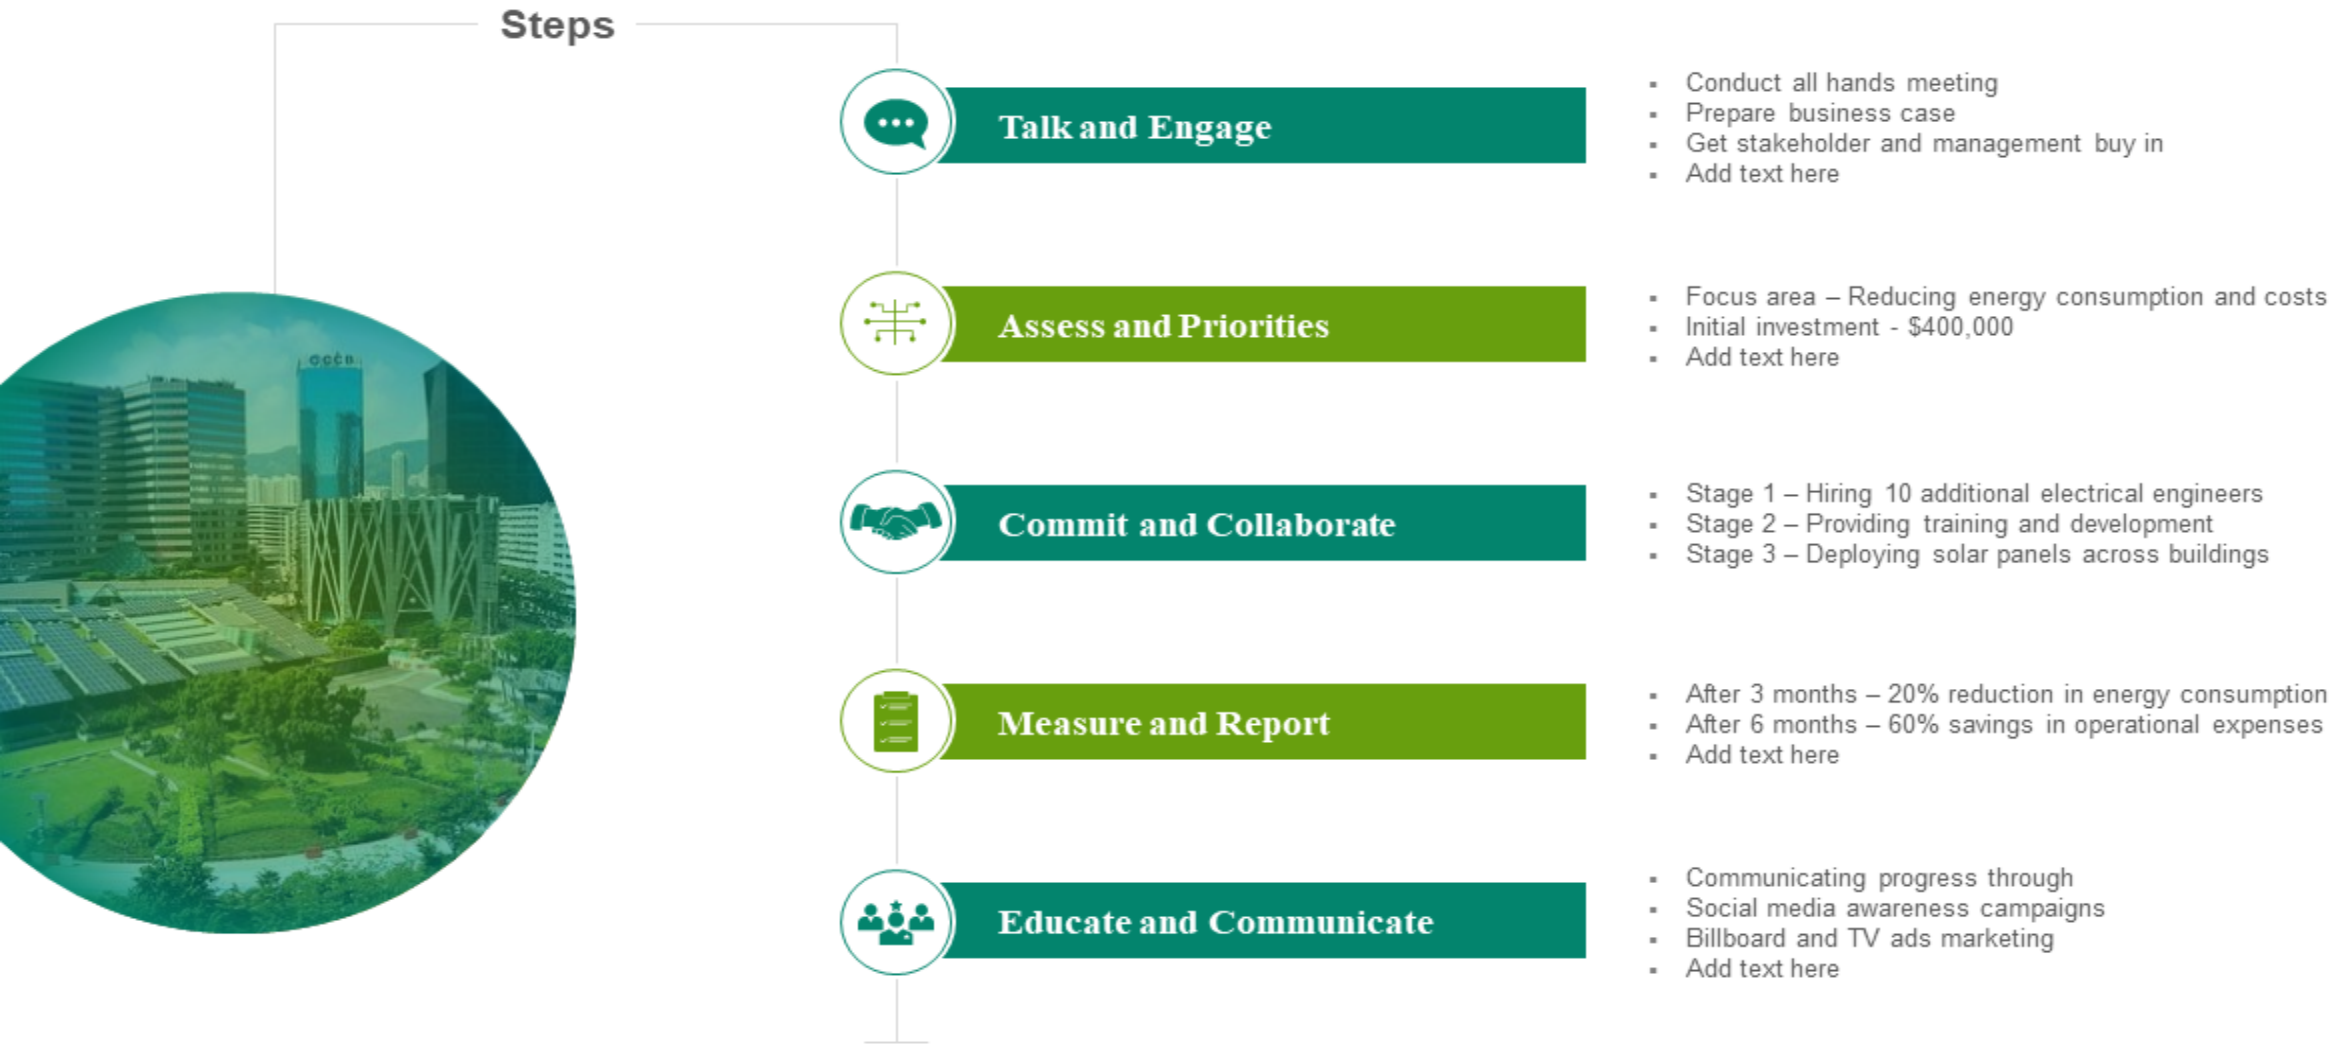 Steps
Talk and Engage
Conduct all hands meeting
Prepare business case
Get stakeholder and management buy in
Add text here
Assess and Priorities
Focus area – Reducing energy consumption and costs
Initial investment - $400,000
Add text here
Commit and Collaborate
Stage 1 – Hiring 10 additional electrical engineers
Stage 2 – Providing training and development
Stage 3 – Deploying solar panels across buildings
Measure and Report
After 3 months – 20% reduction in energy consumption
After 6 months – 60% savings in operational expenses
Add text here
Educate and Communicate
Communicating progress through
Social media awareness campaigns
Billboard and TV ads marketing
Add text here